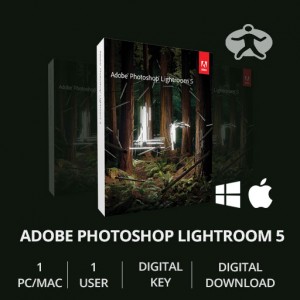 Adobe® Photoshop® Lightroom® 5
ADOBE PHOTOSHOP LIGHTROOM 5
1 PC/MAC
1 USER
DIGITAL KEY
DIGITAL DOWNLOAD